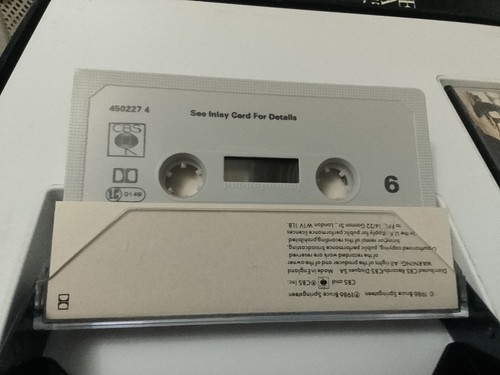 450227 4
See Inlay Card For Details
CBS
6
© 1986 Bruce Springsteen ℗ 1986 Bruce Springsteen
CBS and ℗ © CBS Inc.
Distributed: CBS Records/CBS Disques S.A. Made in England
WARNING: All rights of the producer and of the owner
of the recorded work are reserved.
Unauthorised copying, public performance, broadcasting,
hiring or rental of this recording prohibited.
In the U.K. apply for public performance licences
to PPL, 14/22 Ganton St., London W1V 1LB